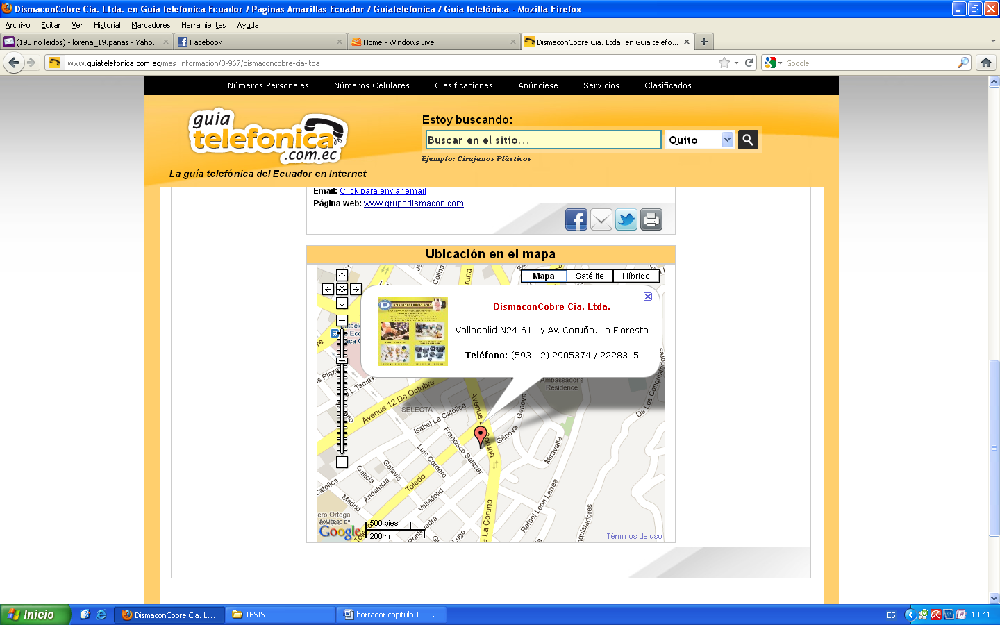 DismaconCobre Cia. Ltda. en Guia telefonica Ecuador / Paginas Amarillas Ecuador / Guiatelefonica / Guía telefónica - Mozilla Firefox
Archivo Editar Ver Historial Marcadores Herramientas Ayuda
(193 no leídos) - lorena_19.panas - Yaho...
Facebook
Home - Windows Live
DismaconCobre Cia. Ltda. en Guia telefo...
www.guiatelefonica.com.ec/mas_informacion/3-967/dismaconcobre-cia-ltda
Google
Números Personales Números Celulares Clasificaciones Anúnciese Servicios Clasificados
guia
telefonica
.com.ec
La guía telefónica del Ecuador en Internet
Estoy buscando:
Buscar en el sitio...
Quito
Ejemplo: Cirujanos Plásticos
Email: Click para enviar email
Página web: www.grupodismacon.com
Ubicación en el mapa
Mapa Satélite Híbrido
DismaconCobre Cia. Ltda.
Valladolid N24-611 y Av. Coruña. La Floresta
Teléfono: (593 - 2) 2905374 / 2228315
Colina
L.Tamay
Plaza
Ambassador's
Residence
De Los Conquistadores
Avenue 12 De Octubre
SELECTA
Isabel La Católica
Avenue La Coruna
Génova
Genova
Francisco Salazar
Luis Cordero
Miravalle
Galicia
Galavis
Andalucia
Toledo
Madrid
Valladolid
Rafael Leon Larrea
ero Ortega
Pontevedra
Lugo
e La Coruna
nquistadores
POWERED BY
Google
500 pies
200 m
Términos de uso
Inicio
DismaconCobre Cia. L...
TESIS
borrador capitulo 1 - ...
ES
10:41